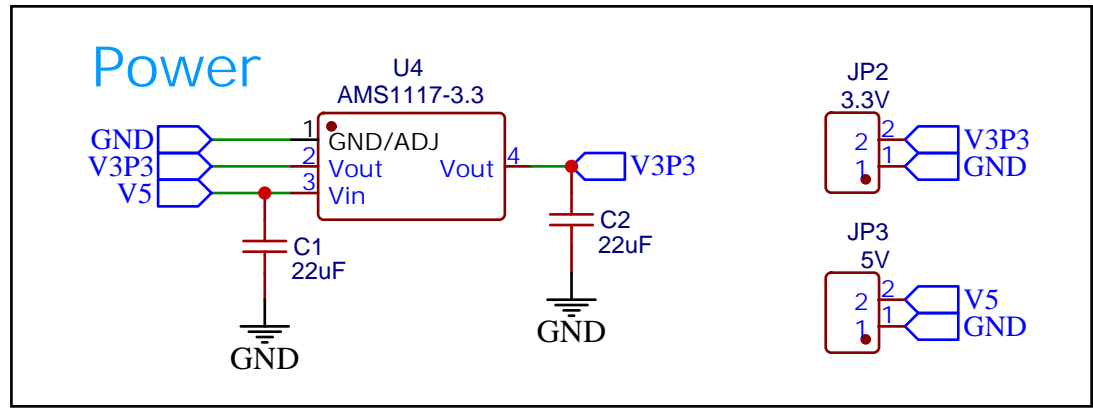 Power
U4
AMS1117-3.3
GND 1 GND/ADJ
V3P3 2 Vout Vout 4 V3P3
V5 3 Vin
C1
22uF
GND
C2
22uF
GND
JP2
3.3V
2 2 V3P3
1 1 GND
JP3
5V
2 2 V5
1 1 GND